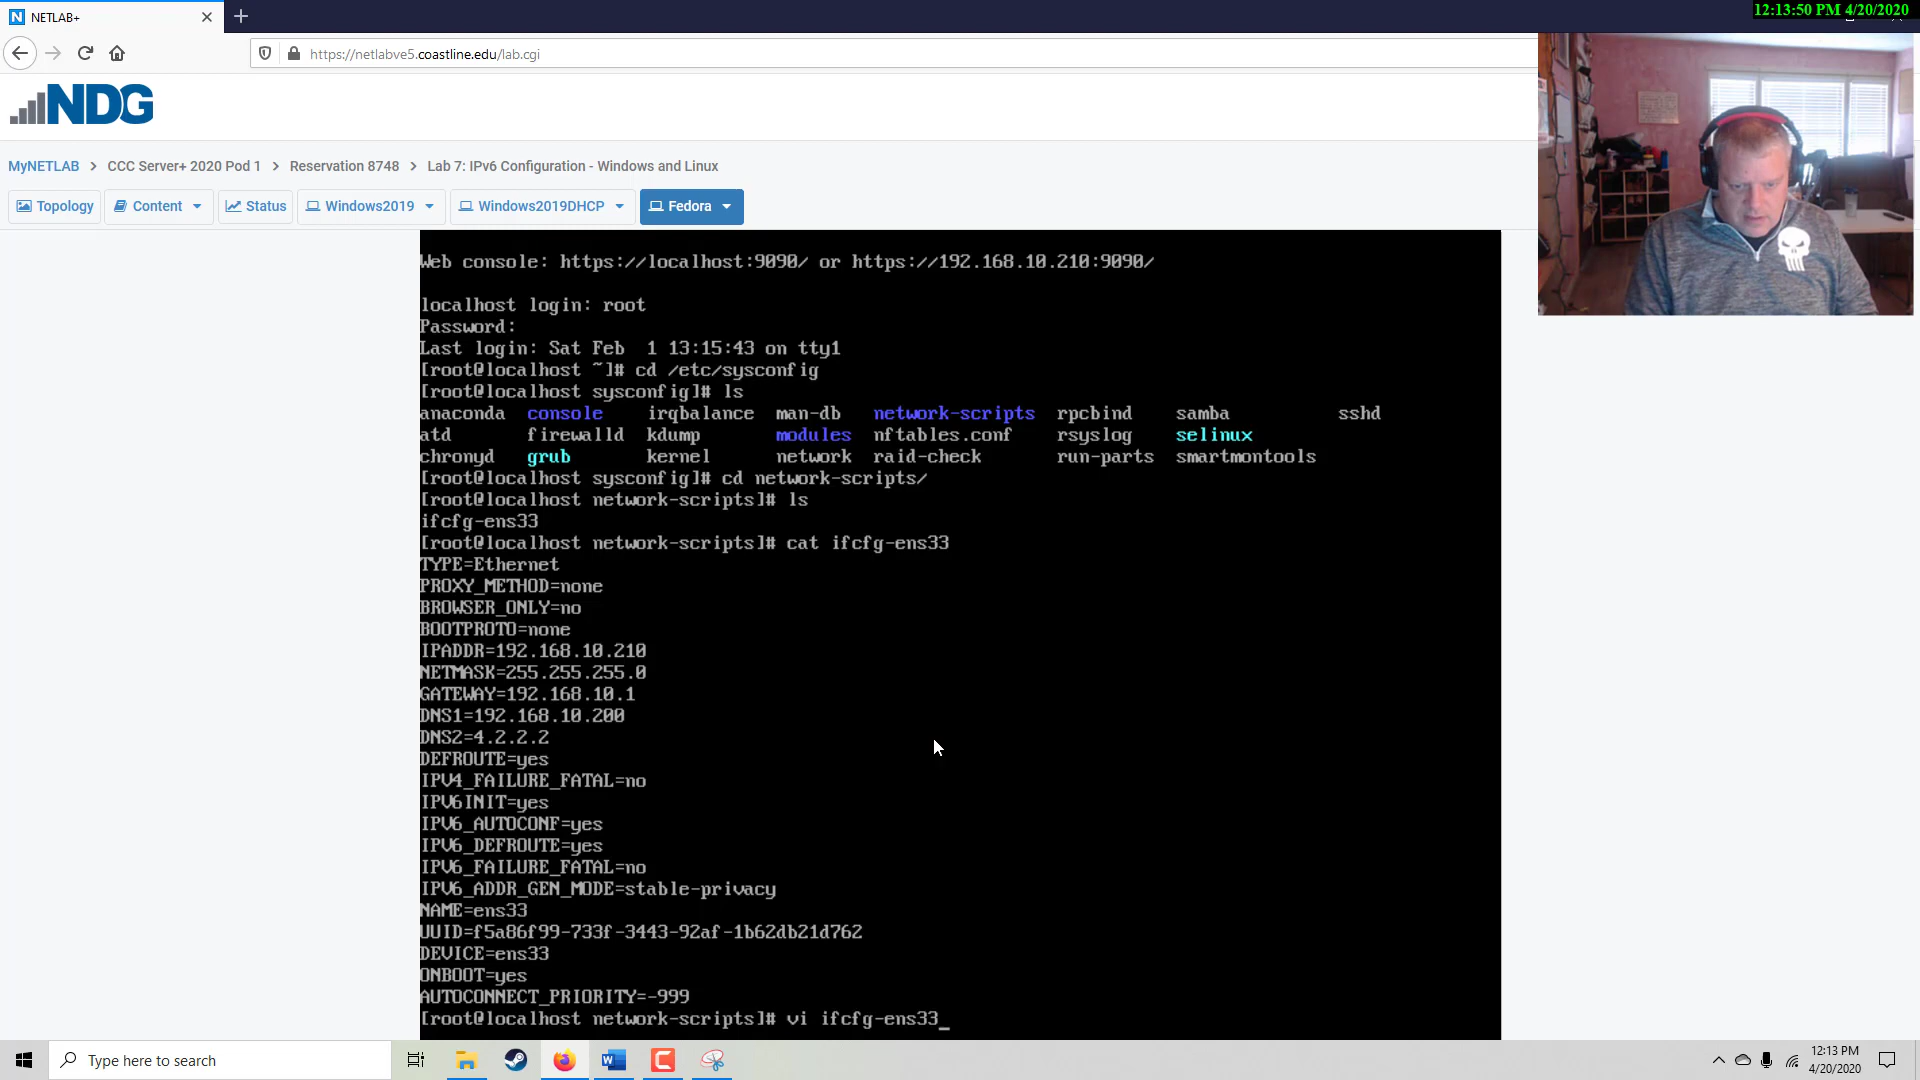 12:13:50 PM 4/20/2020
NETLAB+
https://netlabve5.coastline.edu/lab.cgi
NDG
MyNETLAB > CCC Server+ 2020 Pod 1 > Reservation 8748 > Lab 7: IPv6 Configuration - Windows and Linux
Topology Content Status Windows2019 Windows2019DHCP Fedora
Web console: https://localhost:9090/ or https://192.168.10.210:9090/
localhost login: root
Password:
Last login: Sat Feb  1 13:15:43 on tty1
[root@localhost ~]# cd /etc/sysconfig
[root@localhost sysconfig]# ls
anaconda console irqbalance man-db network-scripts rpcbind samba sshd
atd firewalld kdump modules nftables.conf rsyslog selinux
chronyd grub kernel network raid-check run-parts smartmontools
[root@localhost sysconfig]# cd network-scripts/
[root@localhost network-scripts]# ls
ifcfg-ens33
[root@localhost network-scripts]# cat ifcfg-ens33
TYPE=Ethernet
PROXY_METHOD=none
BROWSER_ONLY=no
BOOTPROTO=none
IPADDR=192.168.10.210
NETMASK=255.255.255.0
GATEWAY=192.168.10.1
DNS1=192.168.10.200
DNS2=4.2.2.2
DEFROUTE=yes
IPV4_FAILURE_FATAL=no
IPV6INIT=yes
IPV6_AUTOCONF=yes
IPV6_DEFROUTE=yes
IPV6_FAILURE_FATAL=no
IPV6_ADDR_GEN_MODE=stable-privacy
NAME=ens33
UUID=f5a86f99-733f-3443-92af-1b62db21d762
DEVICE=ens33
ONBOOT=yes
AUTOCONNECT_PRIORITY=-999
[root@localhost network-scripts]# vi ifcfg-ens33_
Type here to search
12:13 PM
4/20/2020